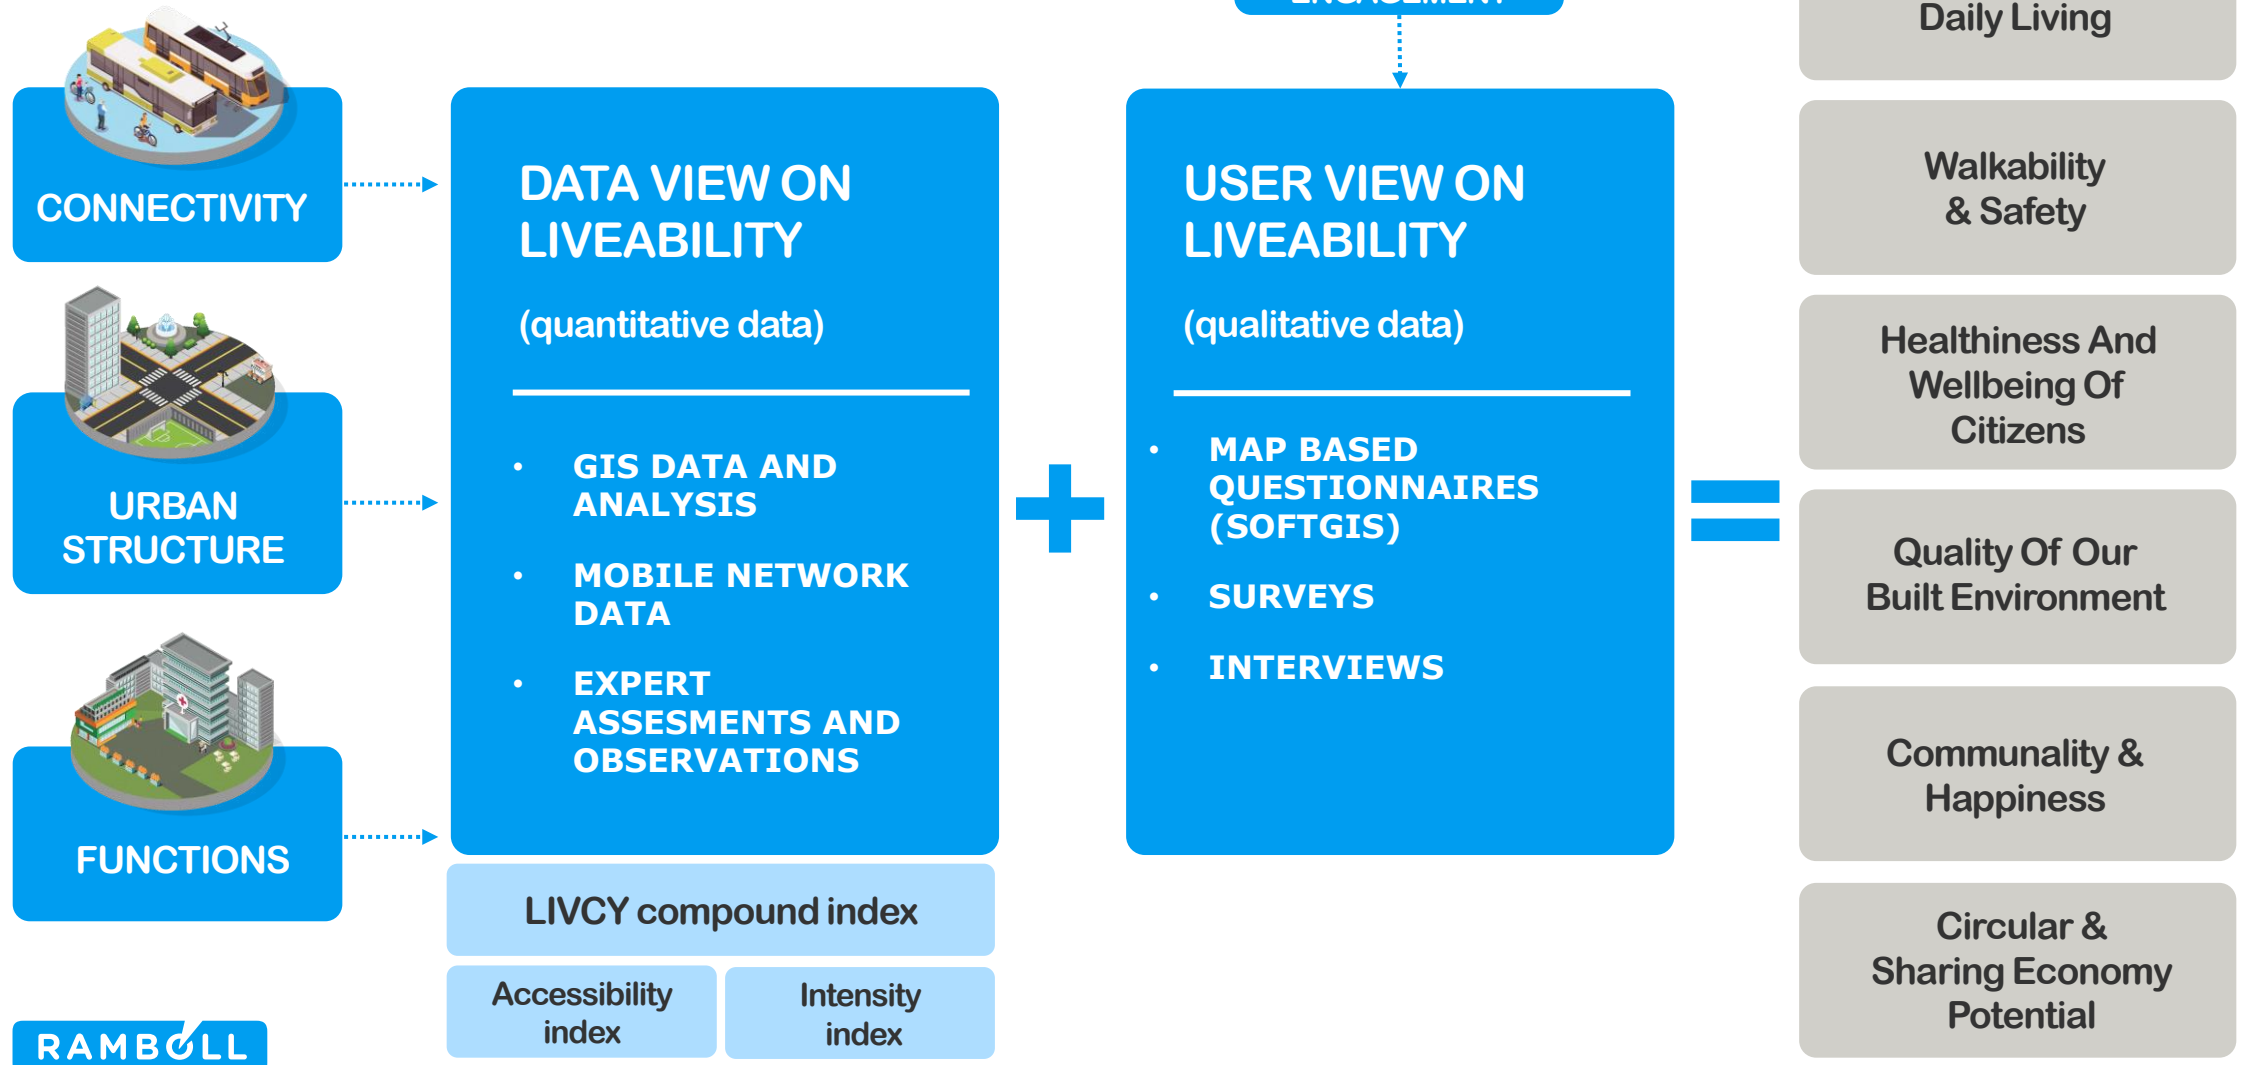 ENGAGEMENT
Daily Living
CONNECTIVITY
URBAN
STRUCTURE
FUNCTIONS
DATA VIEW ON
LIVEABILITY
(quantitative data)
• GIS DATA AND
ANALYSIS
• MOBILE NETWORK
DATA
• EXPERT
ASSESMENTS AND
OBSERVATIONS
LIVCY compound index
Accessibility
index
Intensity
index
+
USER VIEW ON
LIVEABILITY
(qualitative data)
• MAP BASED
QUESTIONNAIRES
(SOFTGIS)
• SURVEYS
• INTERVIEWS
=
Walkability
& Safety
Healthiness And
Wellbeing Of
Citizens
Quality Of Our
Built Environment
Communality &
Happiness
Circular &
Sharing Economy
Potential
RAMBOLL